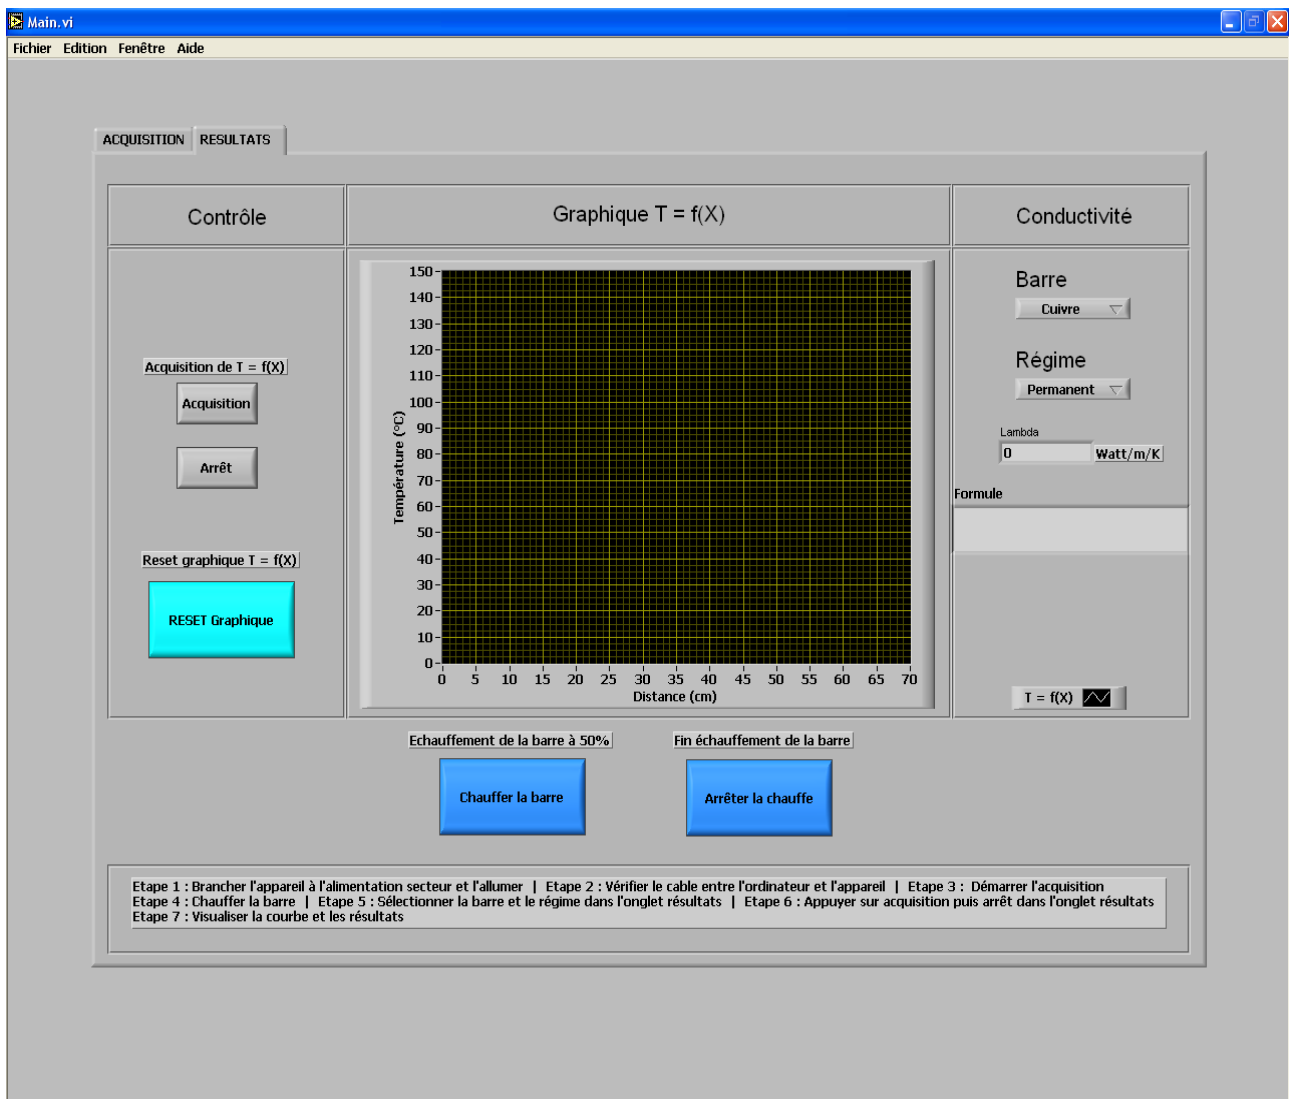 Main.vi
Fichier Edition Fenêtre Aide
ACQUISITION RESULTATS
Contrôle
Graphique T = f(X)
Conductivité
Acquisition de T = f(X)
Acquisition
Arrêt
Reset graphique T = f(X)
RESET Graphique
150
140
130
120
110
100
90
80
70
60
50
40
30
20
10
0
Température (°C)
0 5 10 15 20 25 30 35 40 45 50 55 60 65 70
Distance (cm)
Barre
Cuivre
Régime
Permanent
Lambda
0 Watt/m/K
Formule
T = f(X)
Echauffement de la barre à 50%
Chauffer la barre
Fin échauffement de la barre
Arrêter la chauffe
Etape 1 : Brancher l'appareil à l'alimentation secteur et l'allumer | Etape 2 : Vérifier le cable entre l'ordinateur et l'appareil | Etape 3 : Démarrer l'acquisition
Etape 4 : Chauffer la barre | Etape 5 : Sélectionner la barre et le régime dans l'onglet résultats | Etape 6 : Appuyer sur acquisition puis arrêt dans l'onglet résultats
Etape 7 : Visualiser la courbe et les résultats